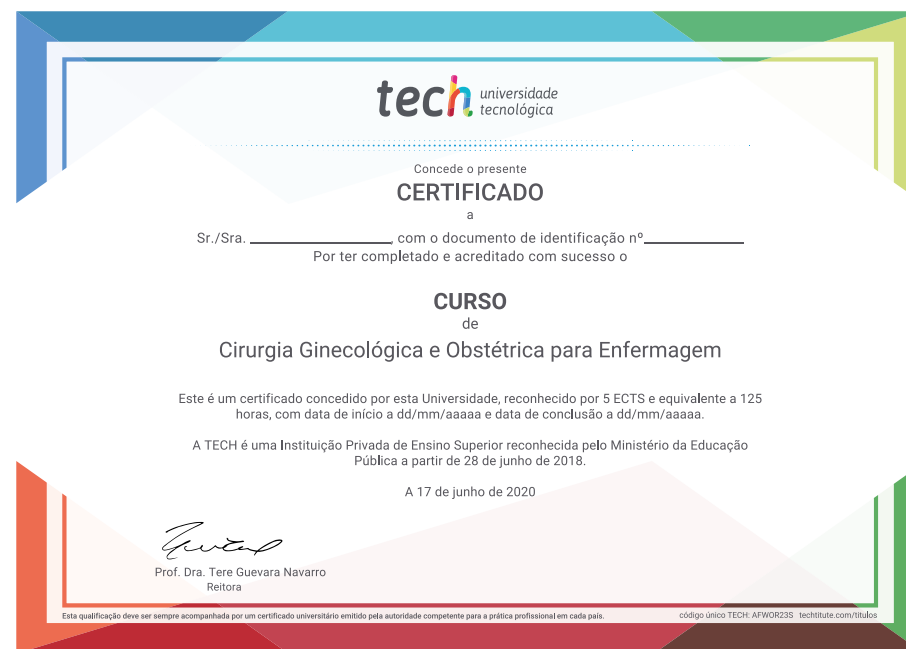 tech universidade
tecnológica
Concede o presente
CERTIFICADO
a
Sr./Sra. ____________________, com o documento de identificação nº______________
Por ter completado e acreditado com sucesso o
CURSO
de
Cirurgia Ginecológica e Obstétrica para Enfermagem
Este é um certificado concedido por esta Universidade, reconhecido por 5 ECTS e equivalente a 125
horas, com data de início a dd/mm/aaaaa e data de conclusão a dd/mm/aaaaa.
A TECH é uma Instituição Privada de Ensino Superior reconhecida pelo Ministério da Educação
Pública a partir de 28 de junho de 2018.
A 17 de junho de 2020
Prof. Dra. Tere Guevara Navarro
Reitora
Esta qualificação deve ser sempre acompanhada por um certificado universitário emitido pela autoridade competente para a prática profissional em cada país. código único TECH: AFWOR23S techtitute.com/titulos